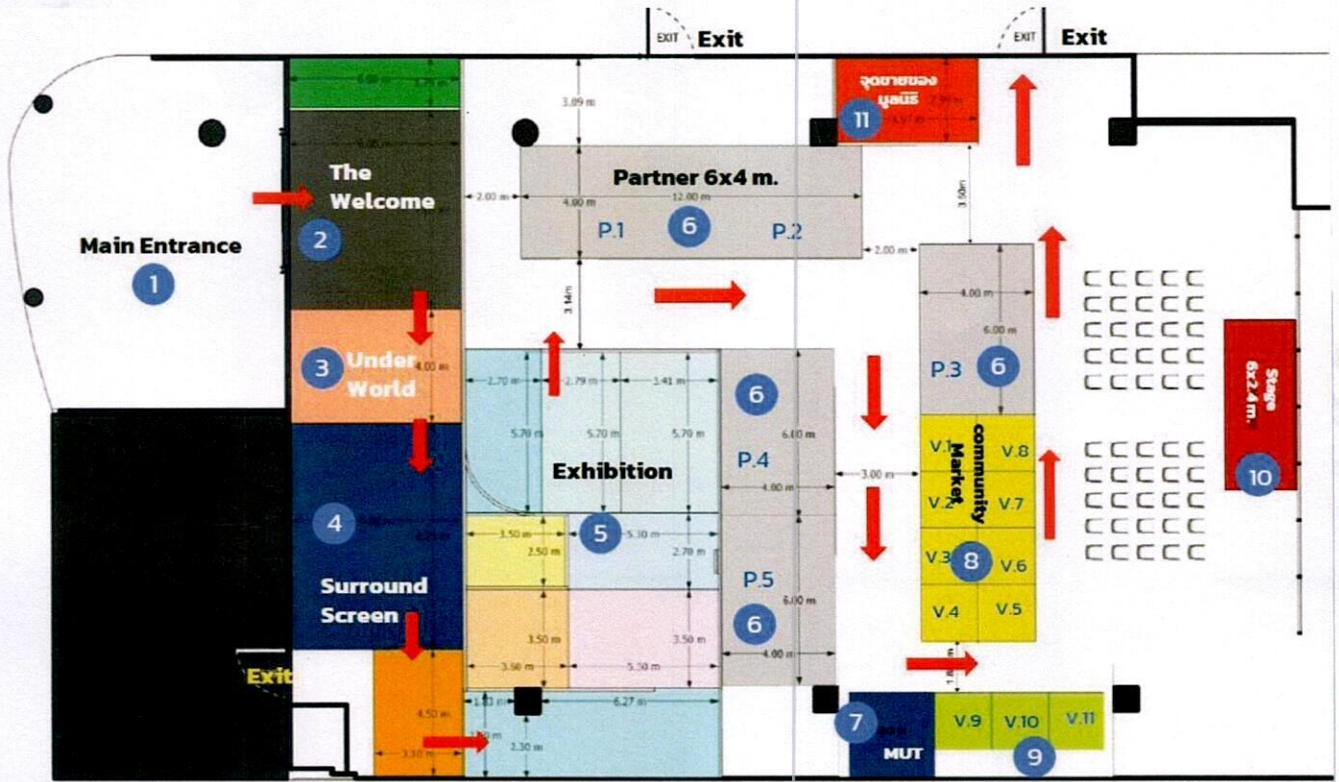 EXIT
Exit
EXIT
Exit
จุดขายของ
มูลนิธิ
11
The
Welcome
2
Main Entrance
1
Partner 6x4 m.
12.00 m
2.00 m
3.09 m
4.00 m
P.1
6
P.2
3.50m
2.00 m
3.14m
4.00 m
6.00 m
P.3
6
3
Under
World
4.00 m
2.70 m
2.79 m
3.41 m
5.70 m
5.70 m
5.70 m
Exhibition
5
6
P.4
6.00 m
4.00 m
3.00 m
community
Market
V.1
V.8
V.2
V.7
V.3
8
V.6
V.4
V.5
Stage
6x2.4 m.
10
4
Surround
Screen
3.50 m
2.50 m
5.30 m
2.70 m
P.5
6
6.00 m
4.00 m
3.50 m
3.50 m
5.30 m
Exit
4.50 m
6.27 m
2.30 m
7
MUT
V.9
V.10
V.11
9